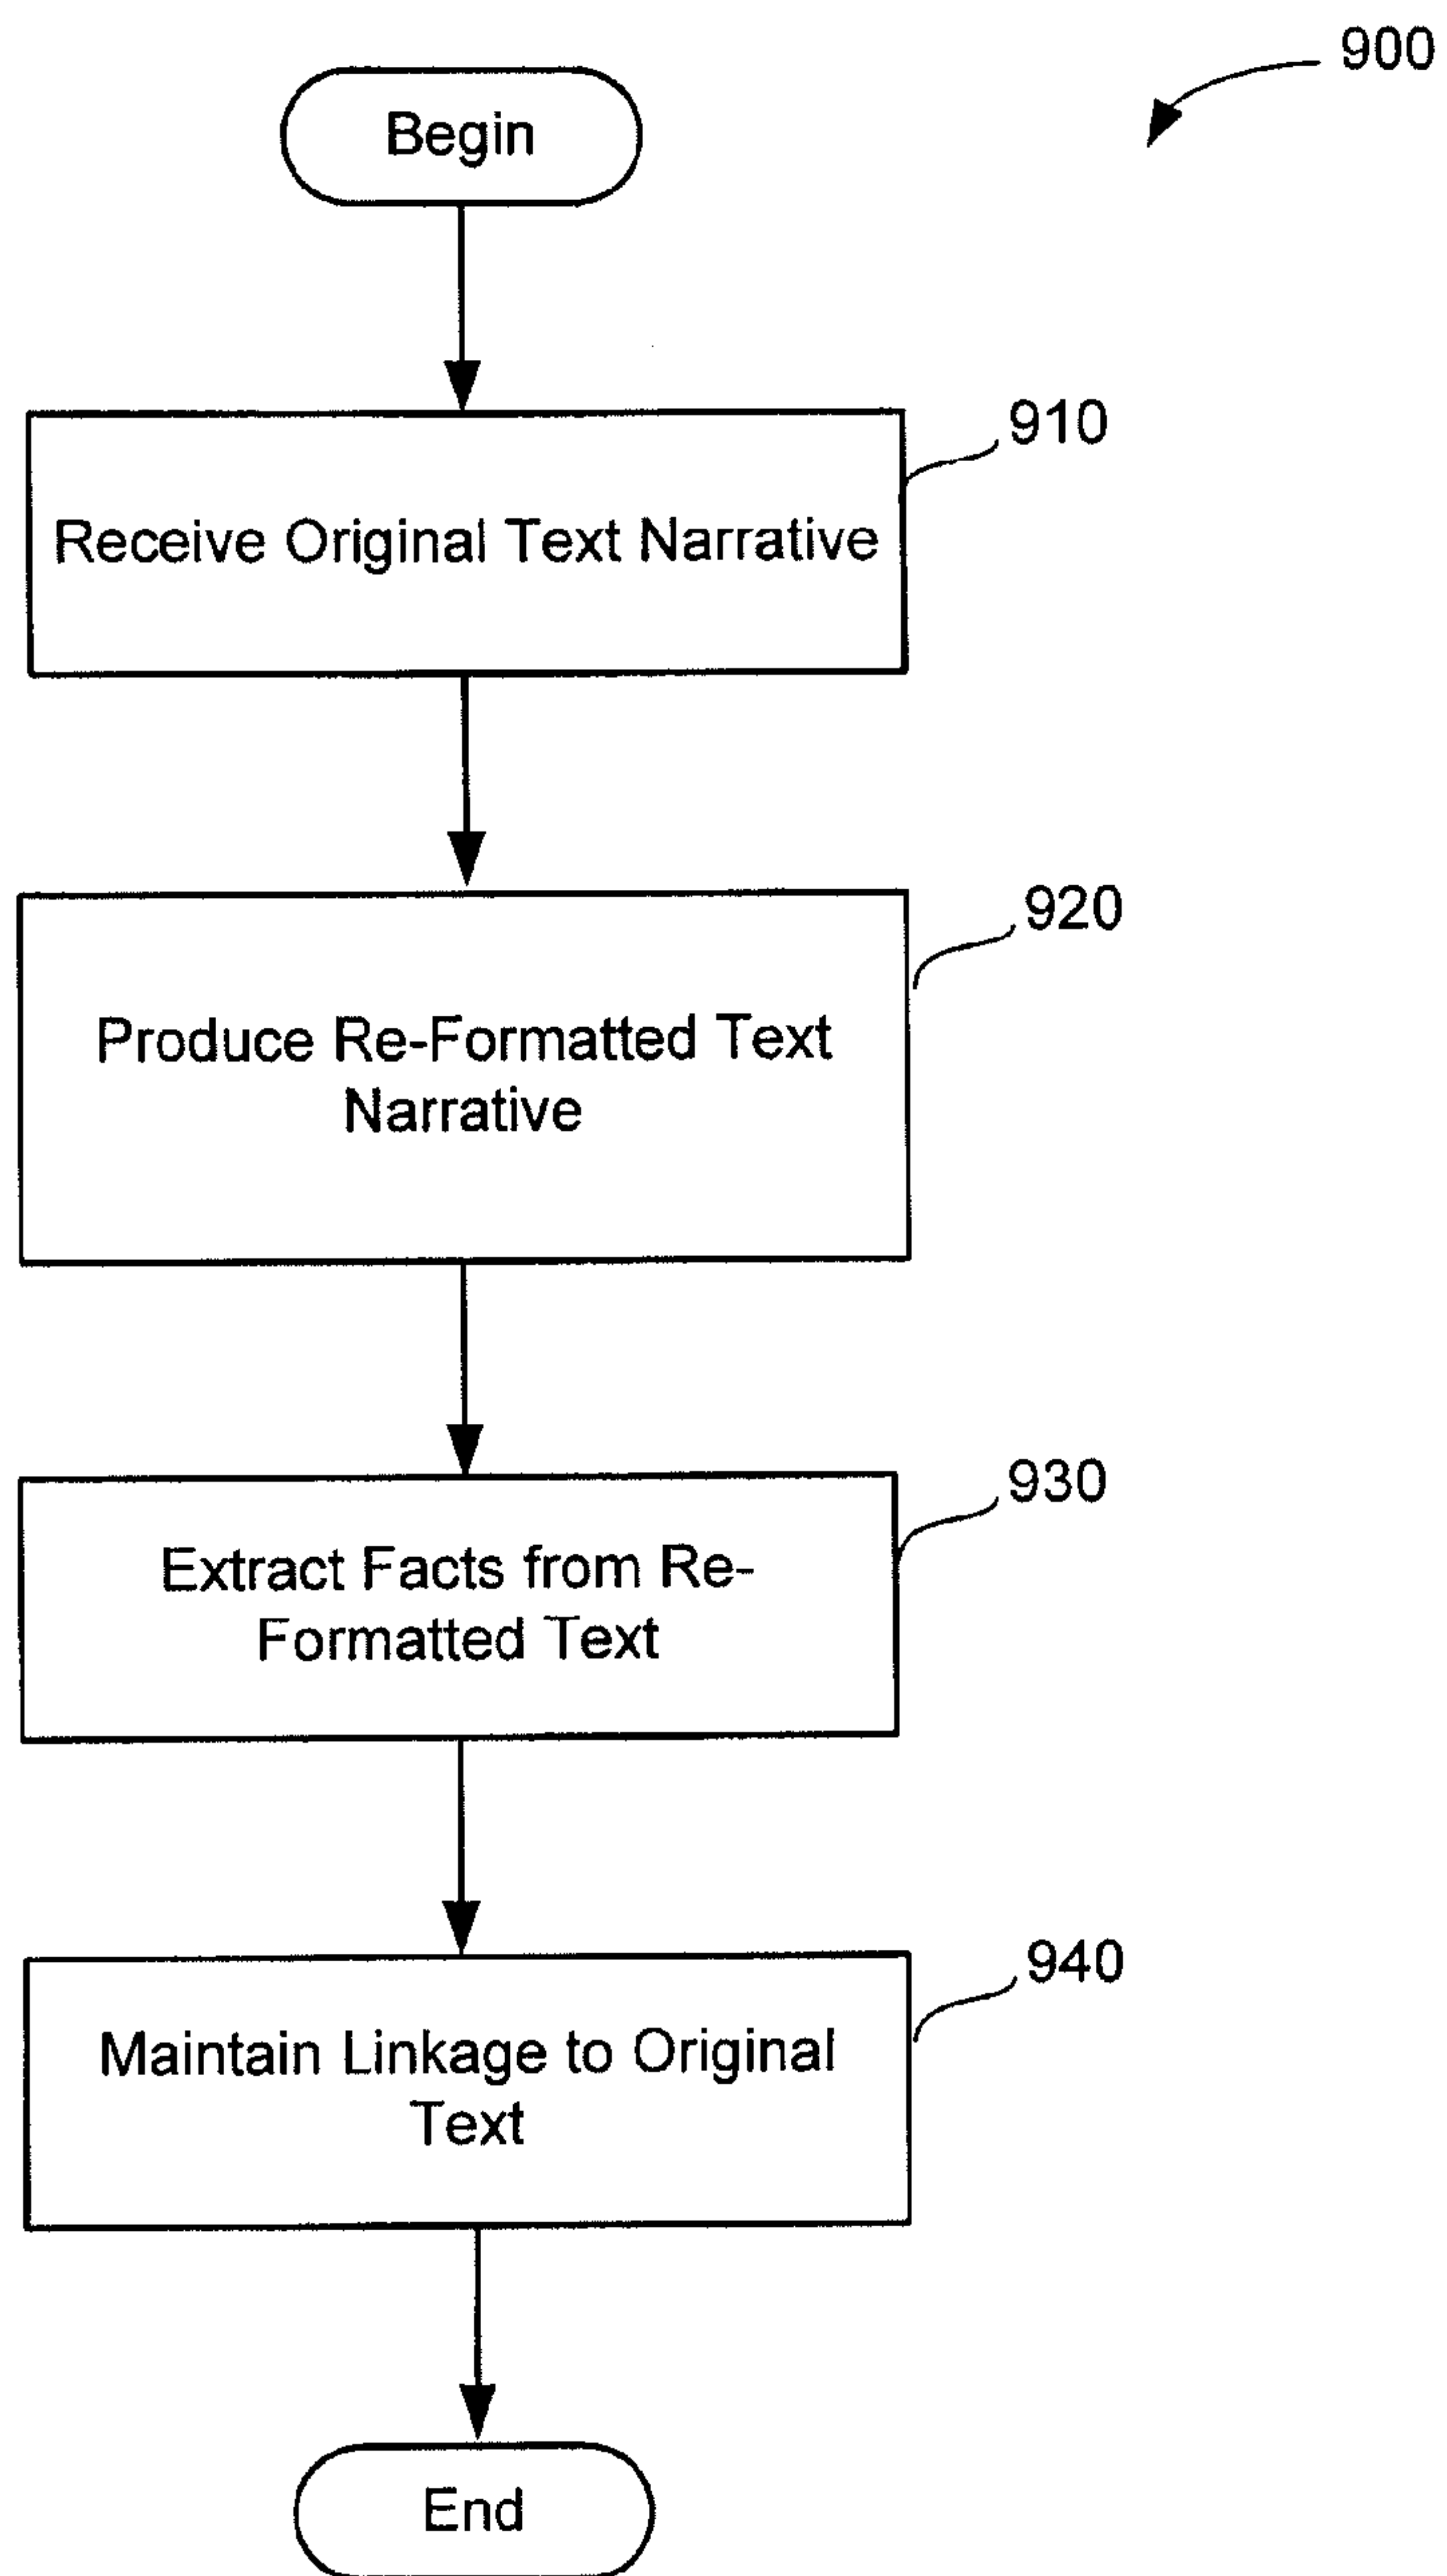 900
Begin
910
Receive Original Text Narrative
920
Produce Re-Formatted Text
Narrative
930
Extract Facts from Re-
Formatted Text
940
Maintain Linkage to Original
Text
End